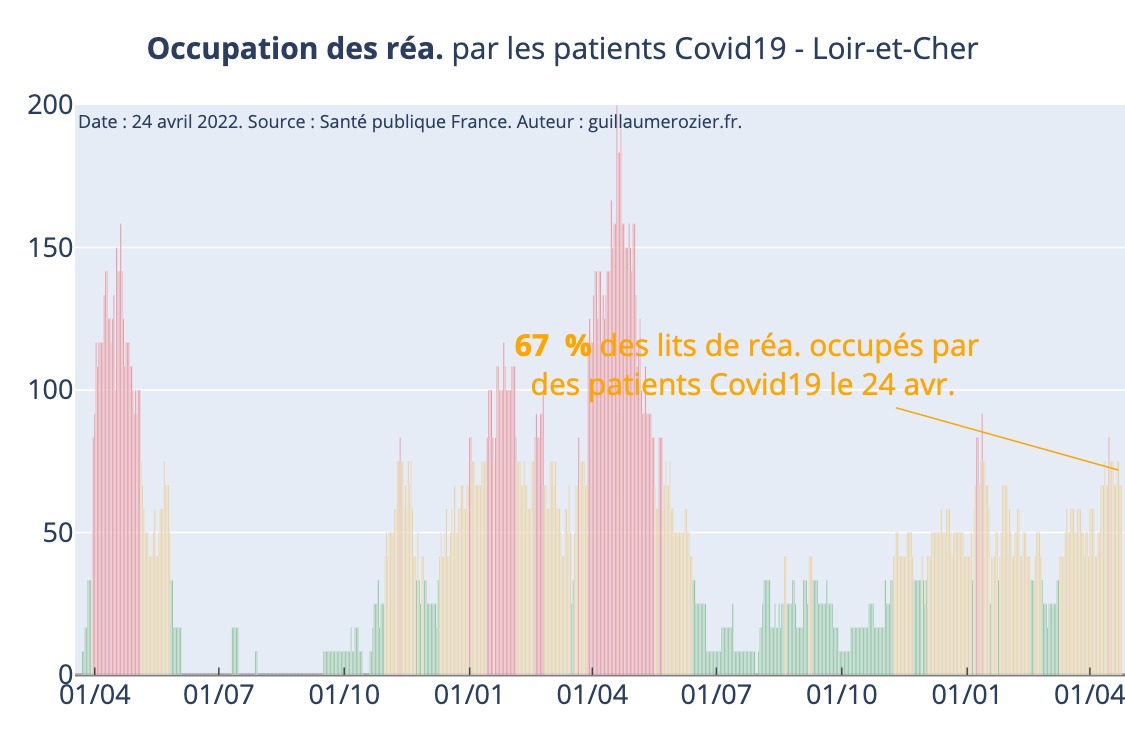 Occupation des réa. par les patients Covid19 - Loir-et-Cher
200
Date : 24 avril 2022. Source : Santé publique France. Auteur : guillaumerozier.fr.
150
67 % des lits de réa. occupés par
des patients Covid19 le 24 avr.
100
50
0
01/04 01/07 01/10 01/01 01/04 01/07 01/10 01/01 01/04